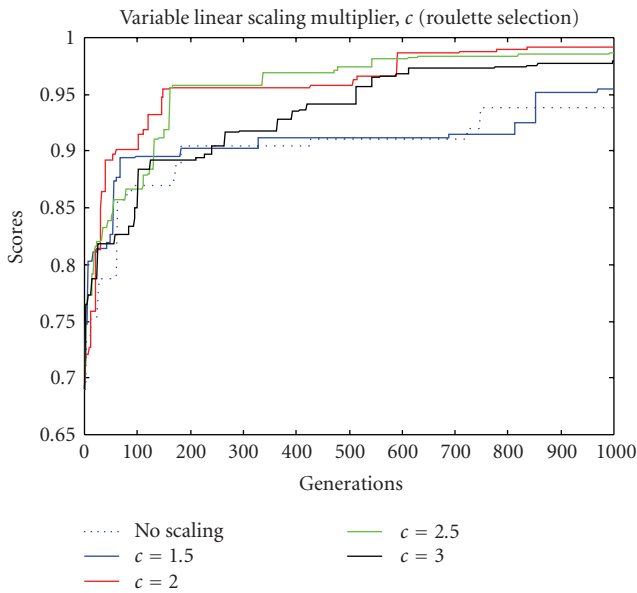 Variable linear scaling multiplier, c (roulette selection)
1
0.95
0.9
0.85
0.8
0.75
0.7
0.65
Scores
0 100 200 300 400 500 600 700 800 900 1000
Generations
No scaling
c = 1.5
c = 2
c = 2.5
c = 3